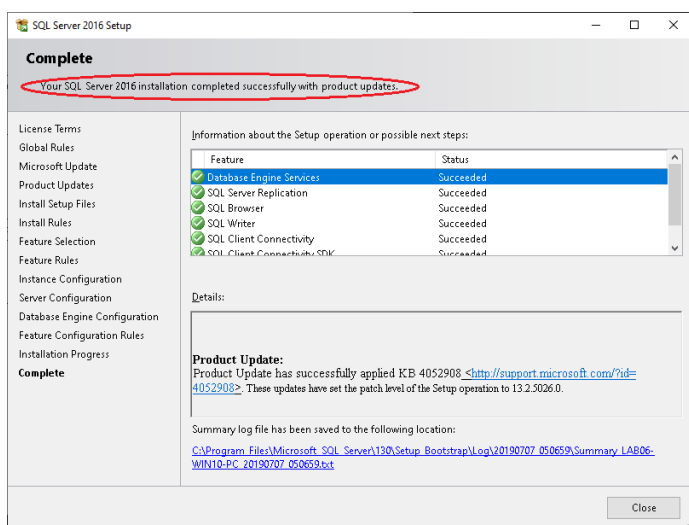 SQL Server 2016 Setup
Complete
Your SQL Server 2016 installation completed successfully with product updates.
License Terms
Global Rules
Microsoft Update
Product Updates
Install Setup Files
Install Rules
Feature Selection
Feature Rules
Instance Configuration
Server Configuration
Database Engine Configuration
Feature Configuration Rules
Installation Progress
Complete
Information about the Setup operation or possible next steps:
Feature Status
Database Engine Services Succeeded
SQL Server Replication Succeeded
SQL Browser Succeeded
SQL Writer Succeeded
SQL Client Connectivity Succeeded
SQL Client Connectivity SDK Succeeded
Details:
Product Update:
Product Update has successfully applied KB 4052908 <http://support.microsoft.com/?id=
4052908>. These updates have set the patch level of the Setup operation to 13.2.5026.0.
Summary log file has been saved to the following location:
C:\Program Files\Microsoft SQL Server\130\Setup Bootstrap\Log\20190707_050659\Summary_LAB06-
WIN10-PC_20190707_050659.txt
Close